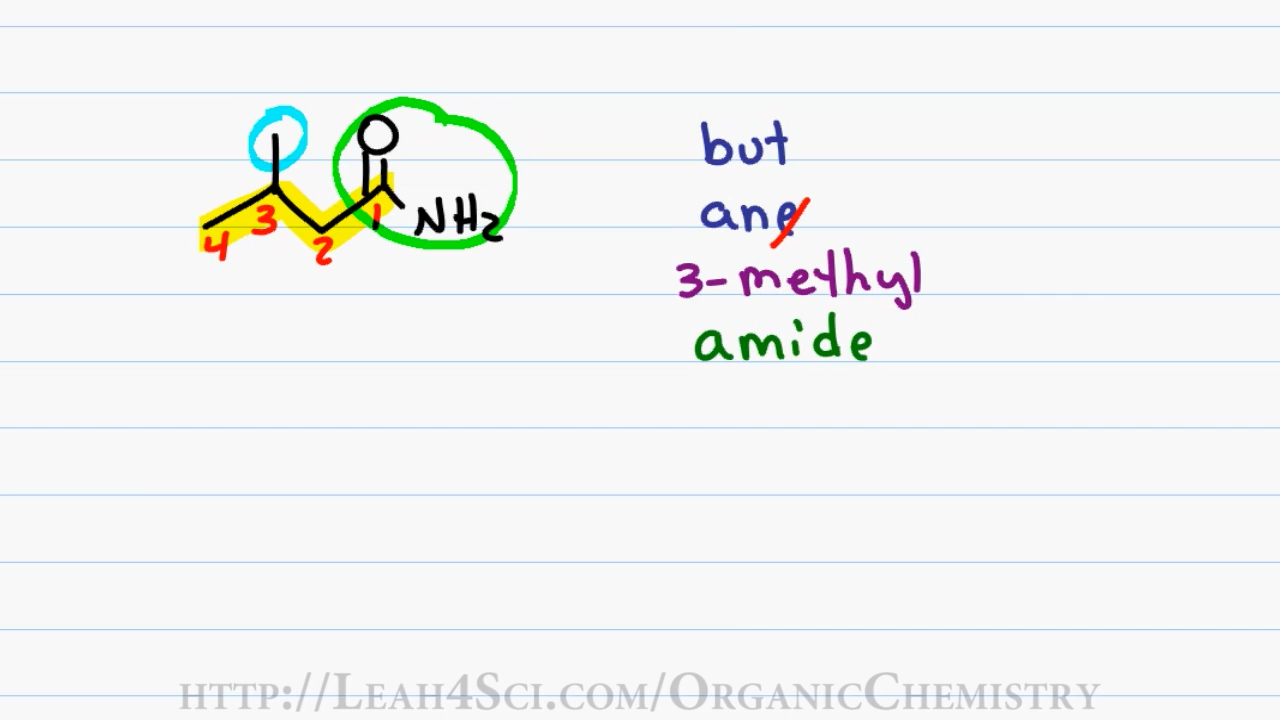 O
NH2
4 3 2 1
but
ane
3-methyl
amide
HTTP://LEAH4SCI.COM/ORGANICCHEMISTRY